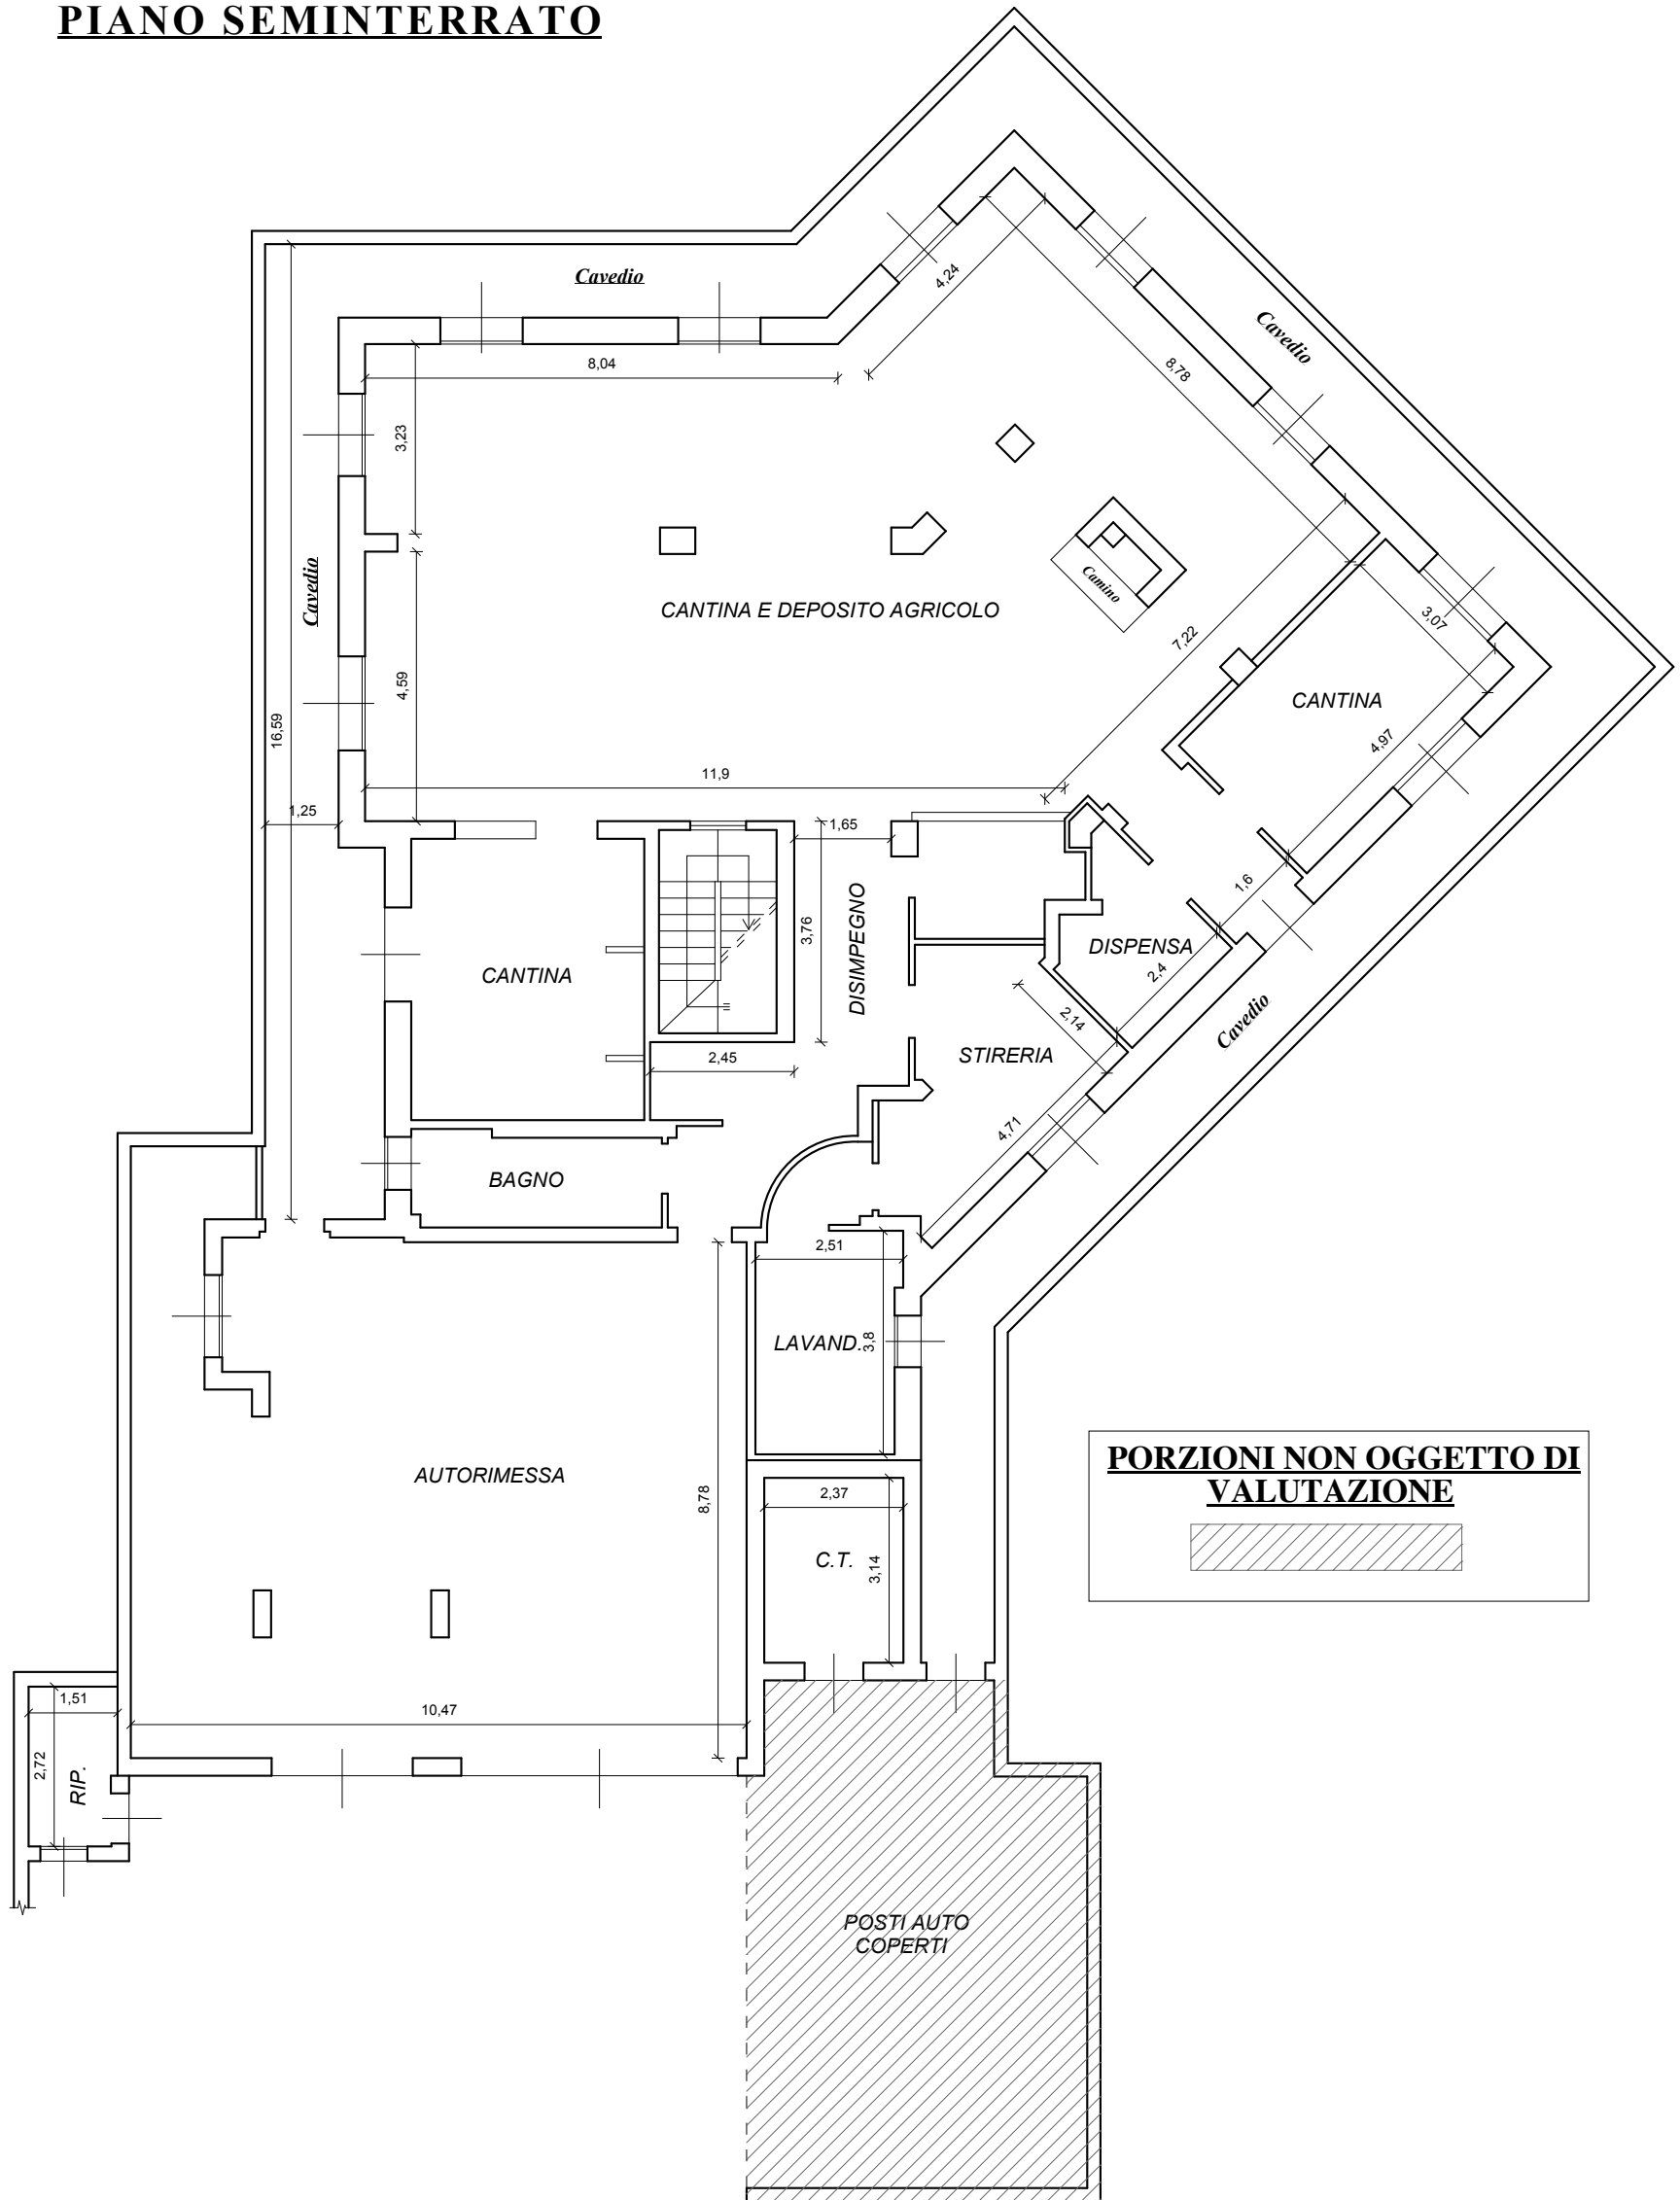 PIANO SEMINTERRATO
Cavedio
4,24
Cavedio
8,04
8,78
3,23
Cavedio
Camino
CANTINA E DEPOSITO AGRICOLO
3,07
7,22
4,59
CANTINA
16,59
4,97
11,9
1,25
1,65
1,6
3,76
DISIMPEGNO
DISPENSA
CANTINA
2,4
2,14
Cavedio
STIRERIA
2,45
4,71
BAGNO
2,51
LAVAND.
3,8
PORZIONI NON OGGETTO DI
VALUTAZIONE
AUTORIMESSA
8,78
2,37
C.T.
3,14
1,51
10,47
2,72
RIP.
POSTI AUTO
COPERTI